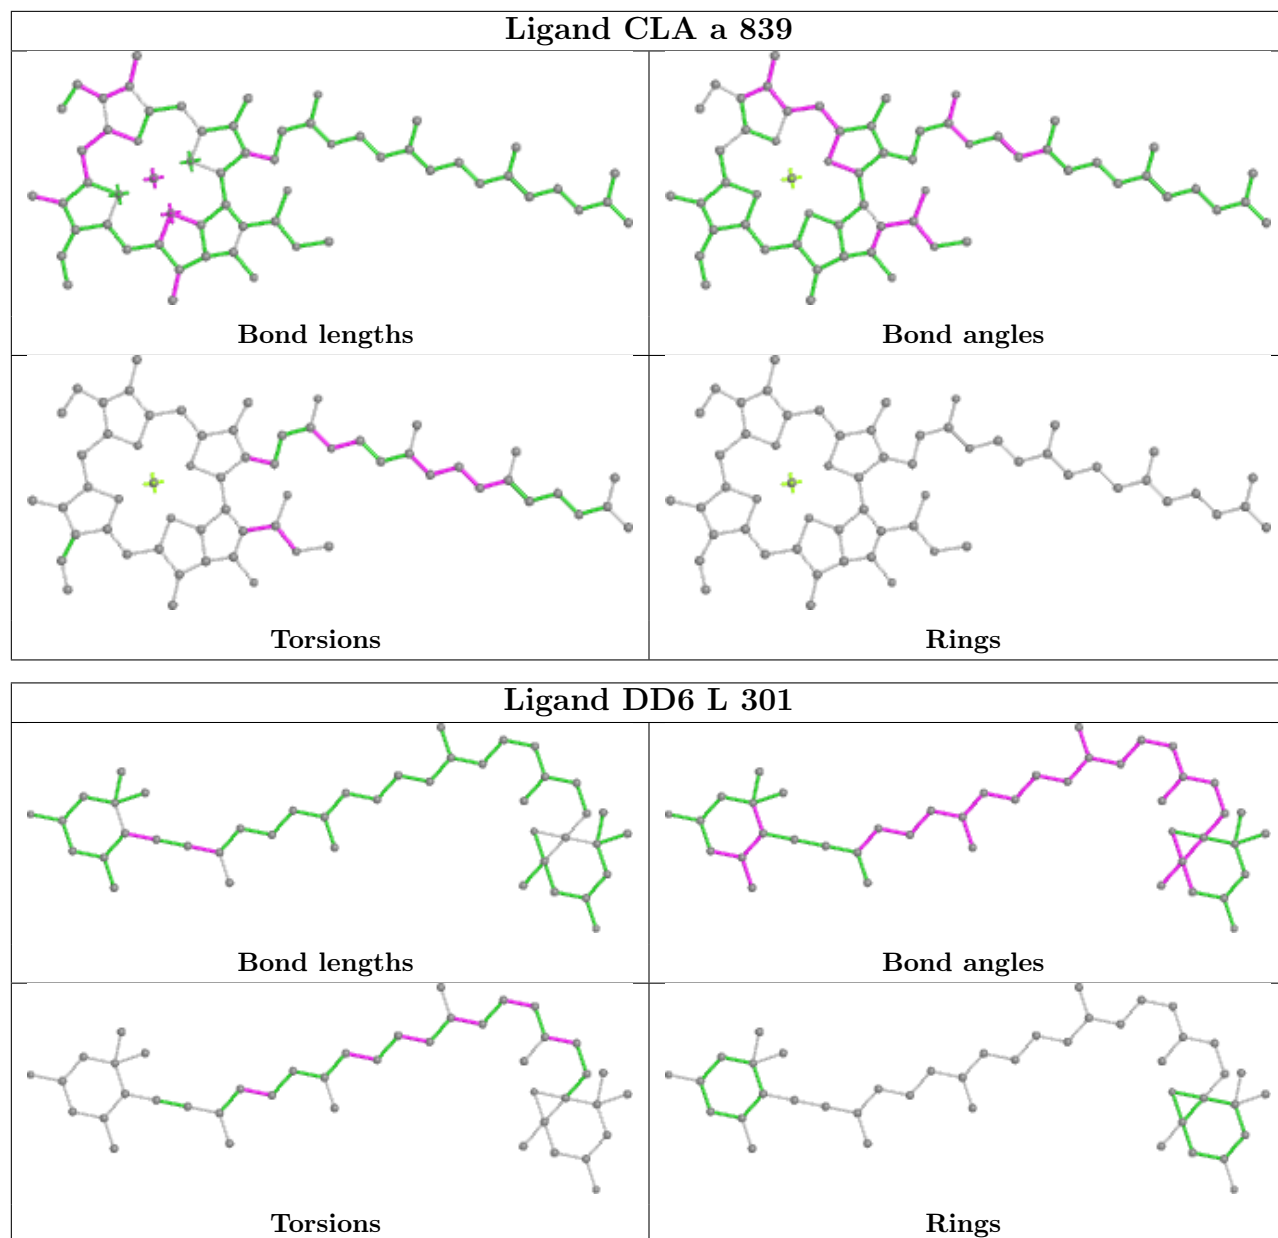 Ligand CLA a 839
Bond lengths
Bond angles
Torsions
Rings
Ligand DD6 L 301
Bond lengths
Bond angles
Torsions
Rings